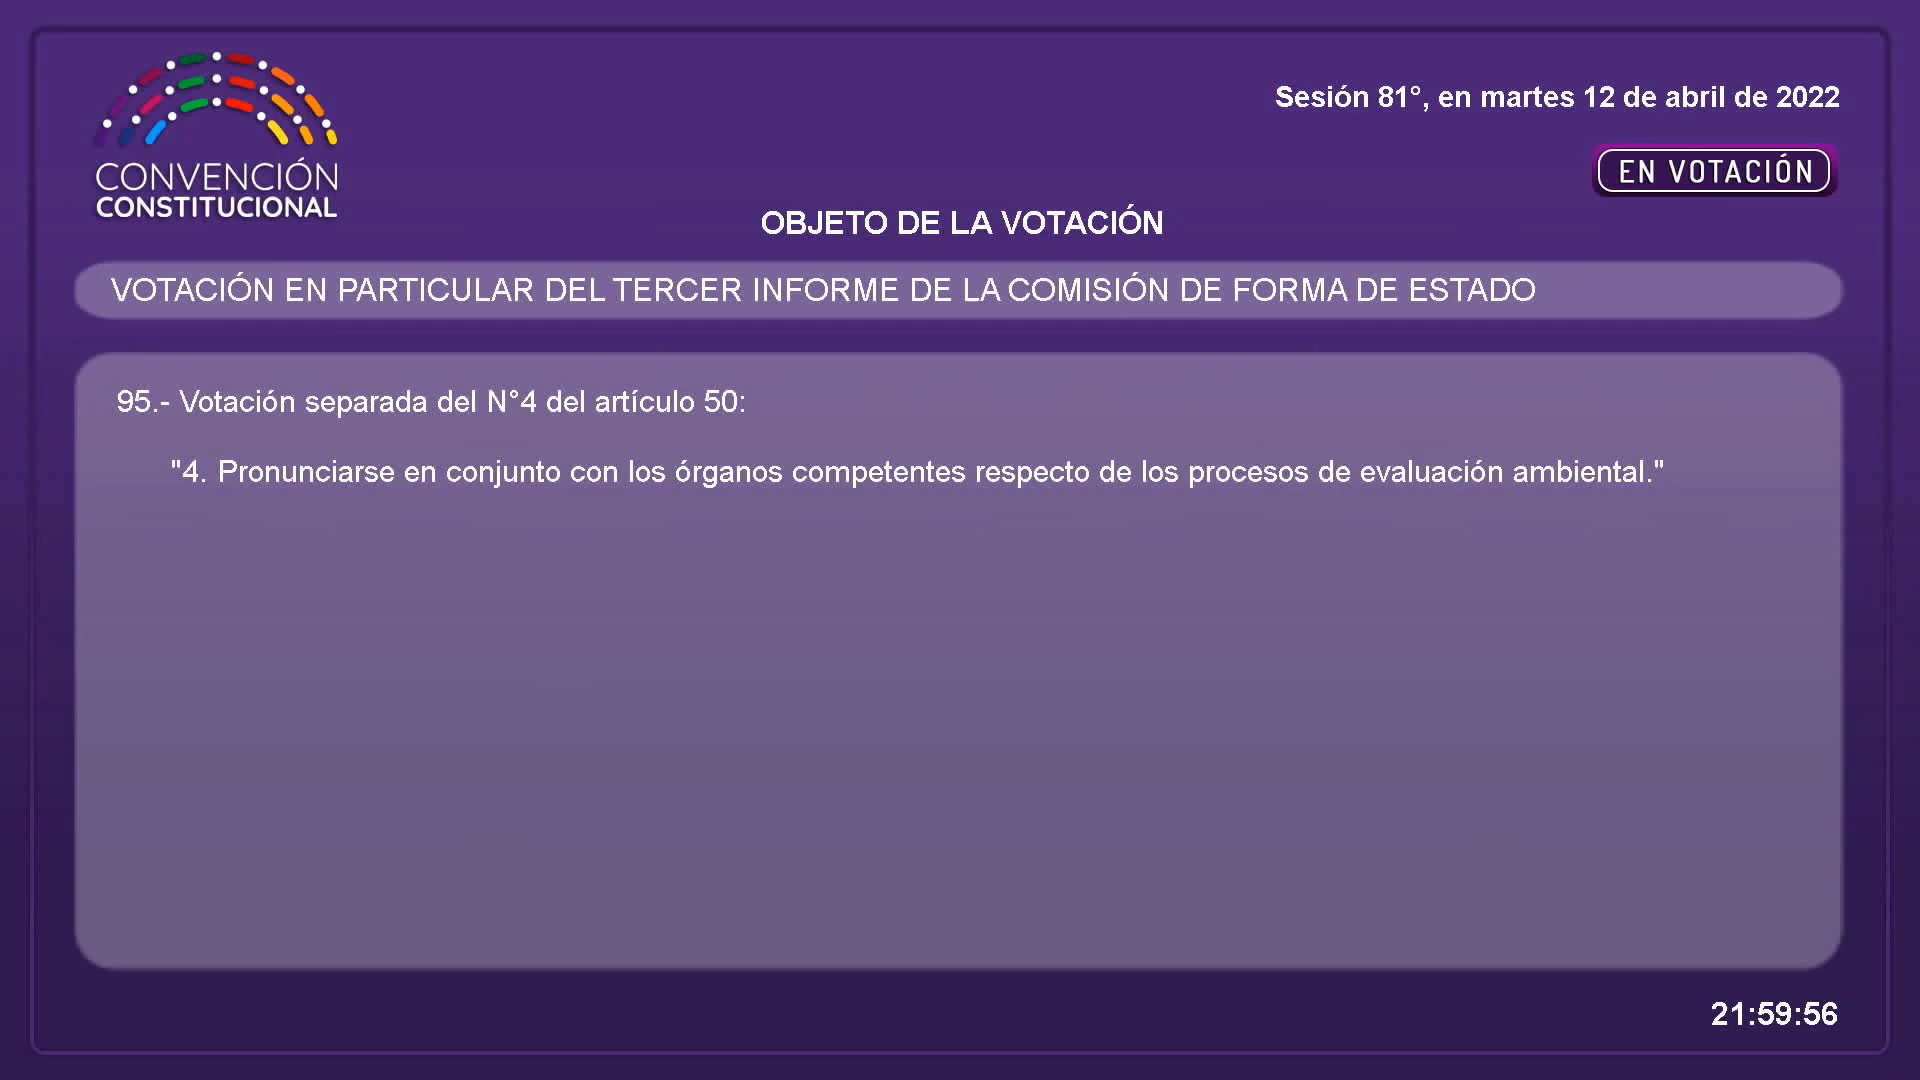 CONVENCIÓN
CONSTITUCIONAL
Sesión 81°, en martes 12 de abril de 2022
EN VOTACIÓN
OBJETO DE LA VOTACIÓN
VOTACIÓN EN PARTICULAR DEL TERCER INFORME DE LA COMISIÓN DE FORMA DE ESTADO
95.- Votación separada del N°4 del artículo 50:
"4. Pronunciarse en conjunto con los órganos competentes respecto de los procesos de evaluación ambiental."
21:59:56